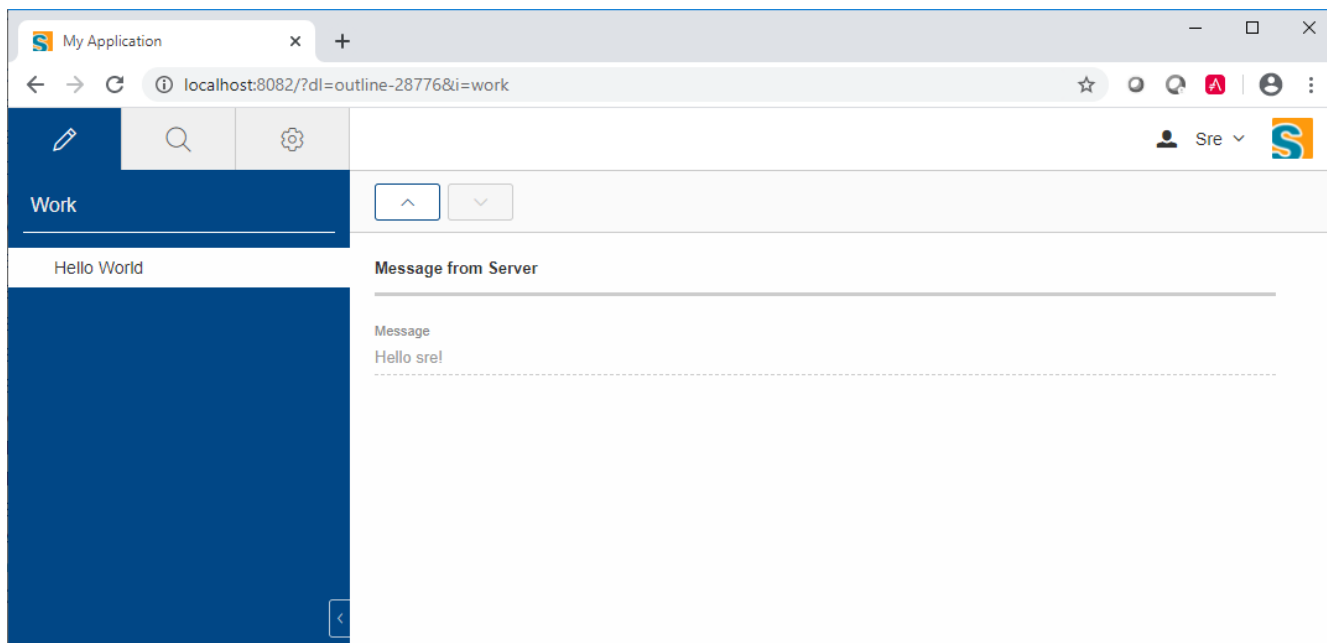 My Application
localhost:8082/?dl=outline-28776&i=work
Sre
Work
Hello World
Message from Server
Message
Hello sre!